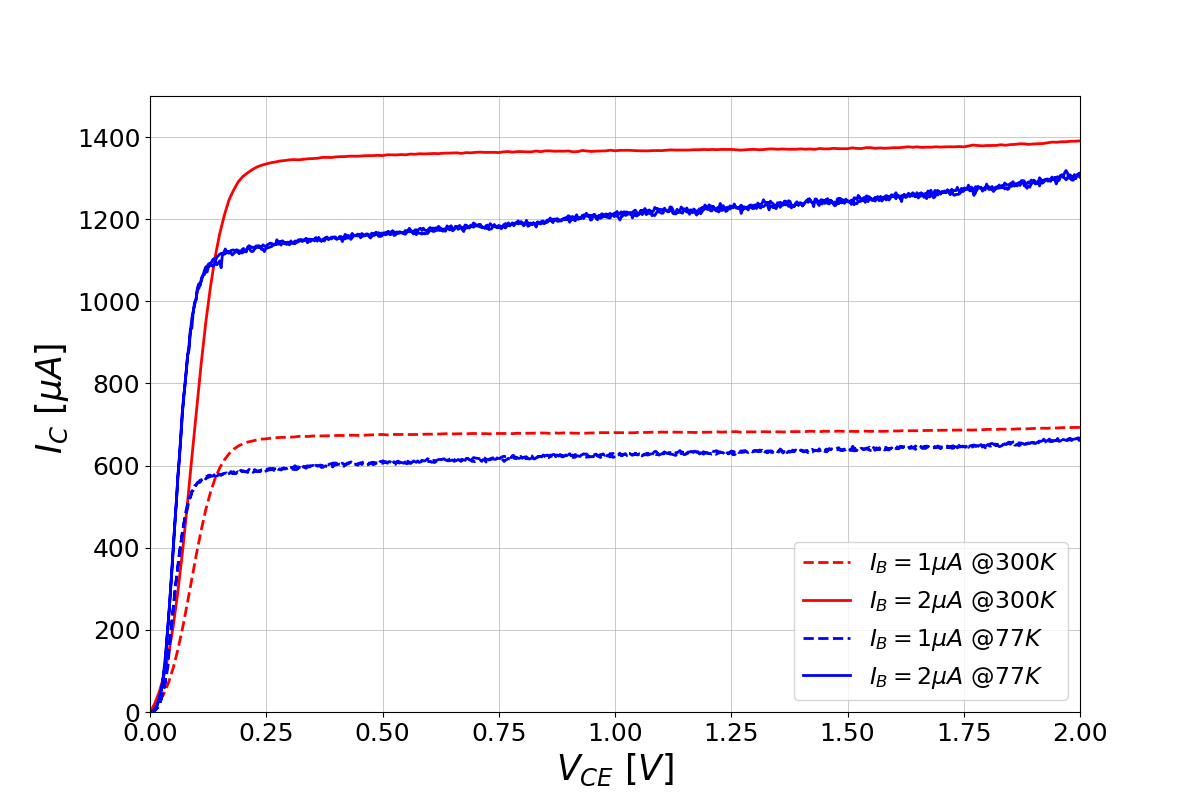 1400
1200
1000
800
600
400
200
0
I_C [μA]
0.00 0.25 0.50 0.75 1.00 1.25 1.50 1.75 2.00
V_CE [V]
I_B = 1μA @300K
I_B = 2μA @300K
I_B = 1μA @77K
I_B = 2μA @77K